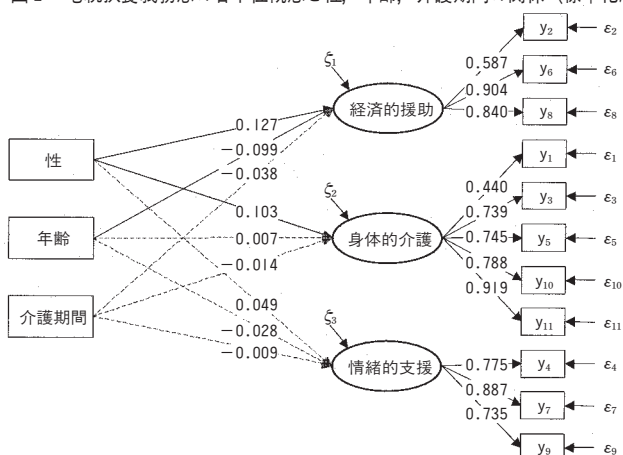 ξ₁
ξ₂
ξ₃
性
年齢
介護期間
0.127
−0.099
−0.038
0.103
0.007
−0.014
0.049
−0.028
−0.009
経済的援助
身体的介護
情緒的支援
0.587
0.904
0.840
0.440
0.739
0.745
0.788
0.919
0.775
0.887
0.735
y₂ ε₂
y₆ ε₆
y₈ ε₈
y₁ ε₁
y₃ ε₃
y₅ ε₅
y₁₀ ε₁₀
y₁₁ ε₁₁
y₄ ε₄
y₇ ε₇
y₉ ε₉